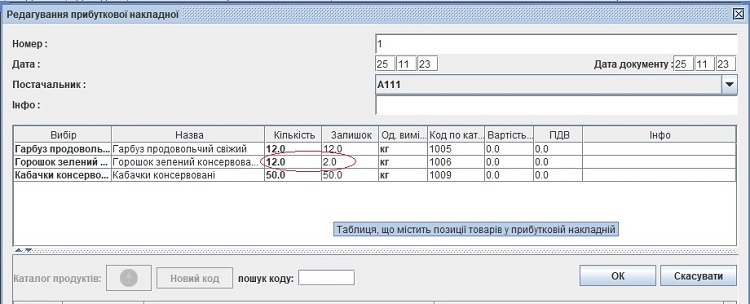 Редагування прибуткової накладної
Номер : 1
Дата : 25 11 23 Дата документу : 25 11 23
Постачальник : А111
Інфо :
Вибір Назва Кількість Залишок Од. вимі... Код по кат... Вартість... ПДВ Інфо
Гарбуз продоволь... Гарбуз продовольчий свіжий 12.0 12.0 кг 1005 0.0 0.0
Горошок зелений ... Горошок зелений консервова... 12.0 2.0 кг 1006 0.0 0.0
Кабачки консерво... Кабачки консервовані 50.0 50.0 кг 1009 0.0 0.0
Таблиця, що містить позиції товарів у прибутковій накладній
Каталог продуктів: Новий код пошук коду: ОК Скасувати